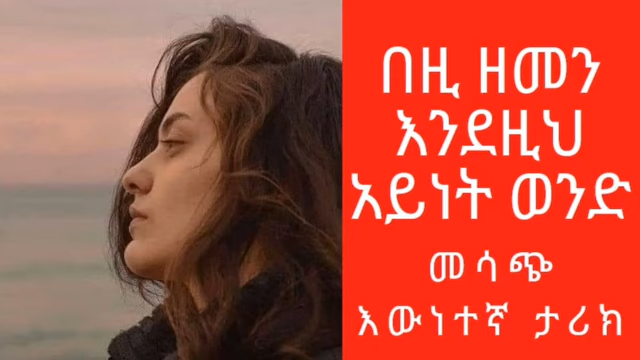 በዚ ዘመን
እንደዚህ
አይነት ወንድ
መሳጭ
እውነተኛ ታሪክ